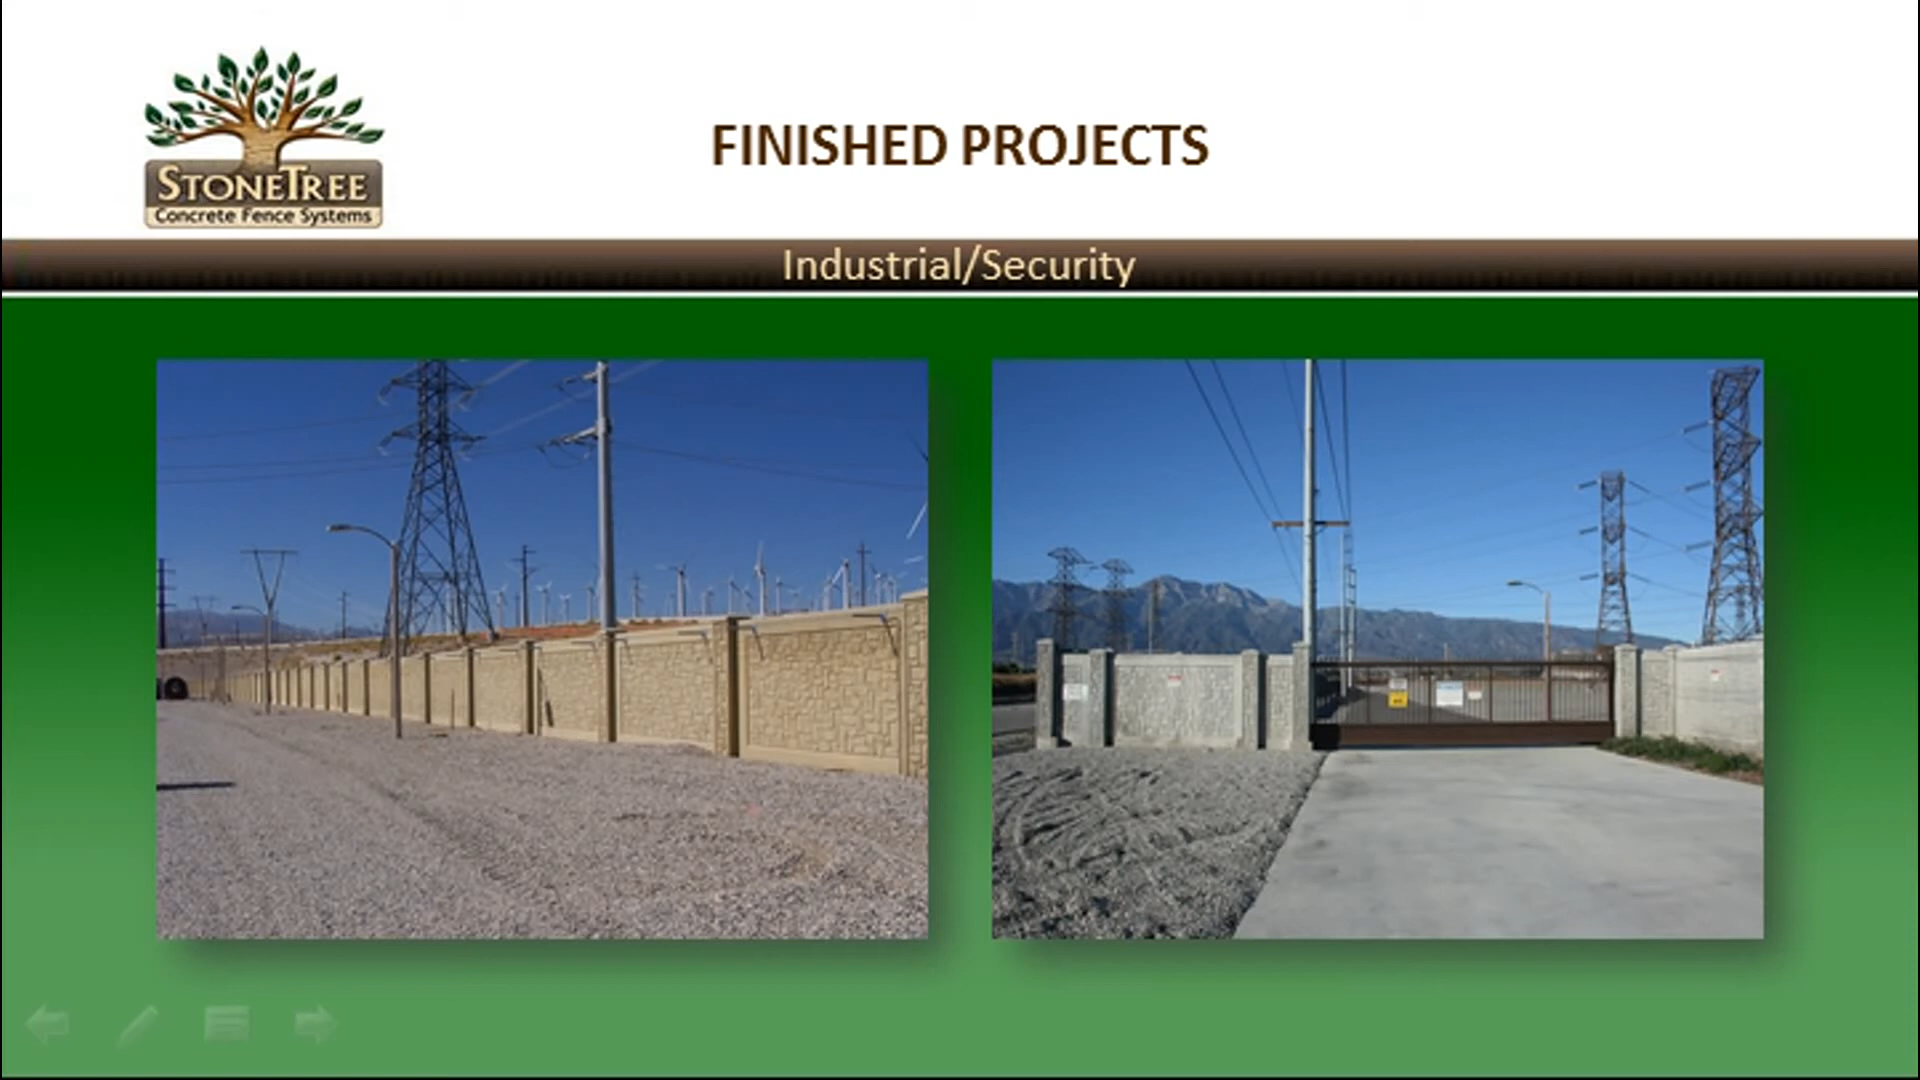 STONETREE
Concrete Fence Systems
FINISHED PROJECTS
Industrial/Security